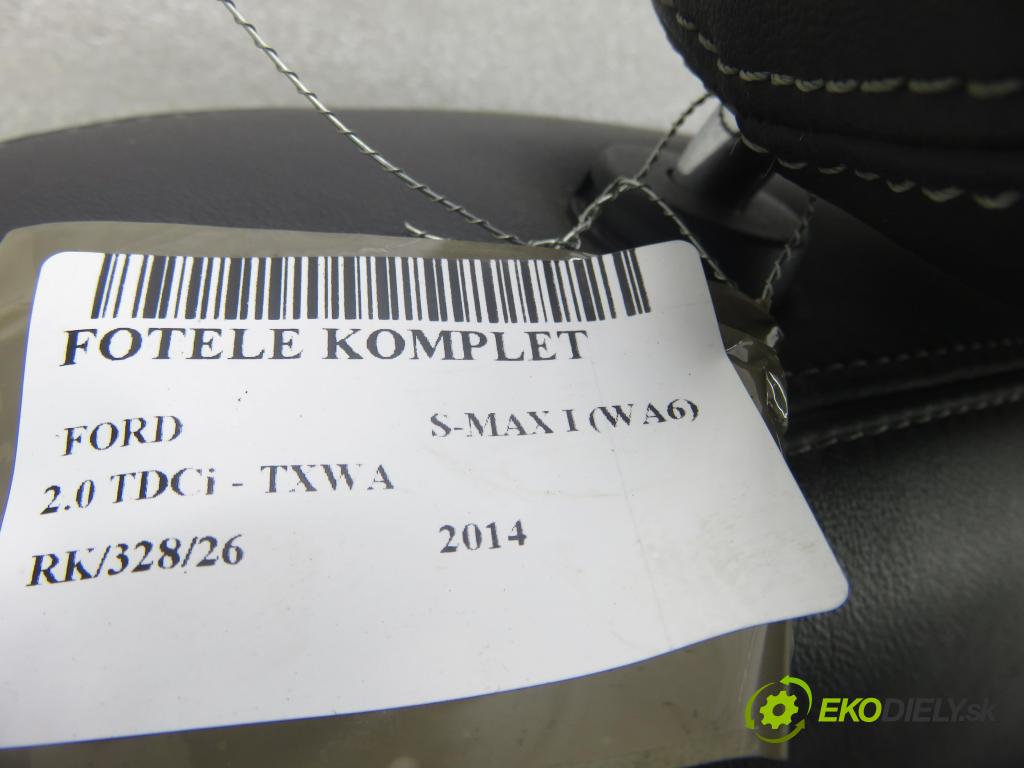 FOTELE KOMPLET
FORD S-MAX I (WA6)
2.0 TDCi - TXWA
RK/328/26 2014
EKODIELY.sk